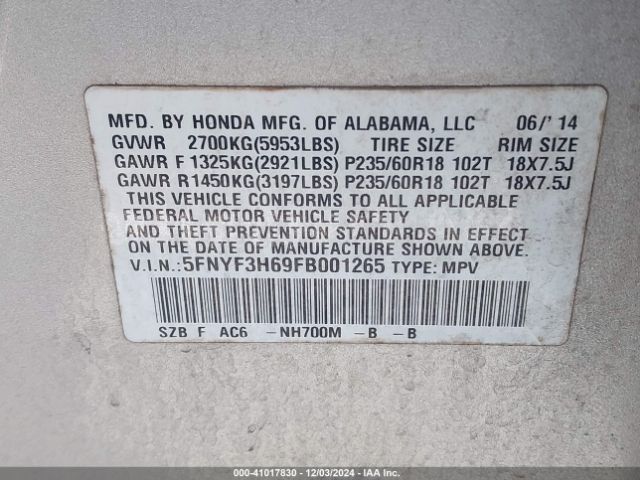 MFD. BY HONDA MFG. OF ALABAMA, LLC 06/'14
GVWR 2700KG(5953LBS) TIRE SIZE RIM SIZE
GAWR F 1325KG(2921LBS) P235/60R18 102T 18X7.5J
GAWR R1450KG(3197LBS) P235/60R18 102T 18X7.5J
THIS VEHICLE CONFORMS TO ALL APPLICABLE
FEDERAL MOTOR VEHICLE SAFETY
AND THEFT PREVENTION STANDARDS IN EFFECT
ON THE DATE OF MANUFACTURE SHOWN ABOVE.
V.I.N.:5FNYF3H69FB001265 TYPE: MPV
SZB F AC6 -NH700M -B -B
000-41017830 - 12/03/2024 - IAAI.COM